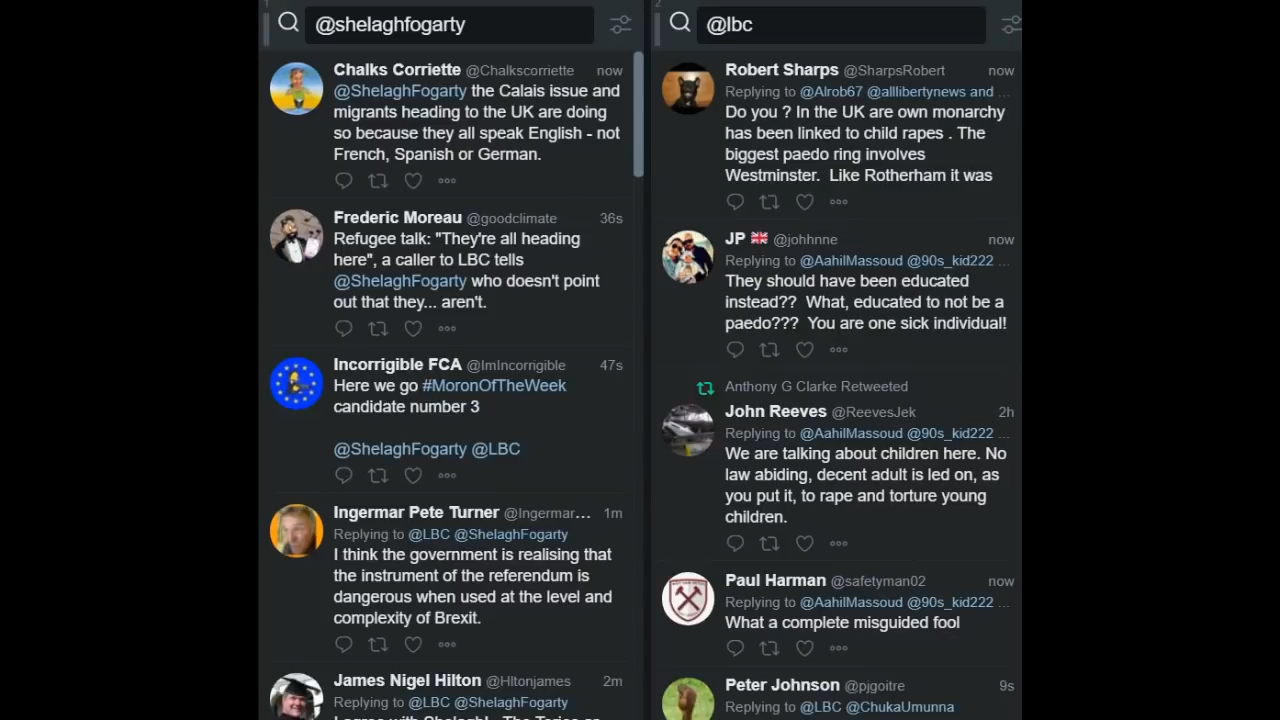 1
@shelaghfogarty
Chalks Corriette @Chalkscorriette now
@ShelaghFogarty the Calais issue and
migrants heading to the UK are doing
so because they all speak English - not
French, Spanish or German.
Frederic Moreau @goodclimate 36s
Refugee talk: "They're all heading
here", a caller to LBC tells
@ShelaghFogarty who doesn't point
out that they... aren't.
Incorrigible FCA @ImIncorrigible 47s
Here we go #MoronOfTheWeek
candidate number 3
@ShelaghFogarty @LBC
Ingermar Pete Turner @Ingermar... 1m
Replying to @LBC @ShelaghFogarty
I think the government is realising that
the instrument of the referendum is
dangerous when used at the level and
complexity of Brexit.
James Nigel Hilton @Hltonjames 2m
Replying to @LBC @ShelaghFogarty
I agree with Shelagh! - The Tories are
2
@lbc
Robert Sharps @SharpsRobert now
Replying to @Alrob67 @alllibertynews and ...
Do you ? In the UK are own monarchy
has been linked to child rapes . The
biggest paedo ring involves
Westminster. Like Rotherham it was
JP 🇬🇧 @johhnne now
Replying to @AahilMassoud @90s_kid222 ...
They should have been educated
instead?? What, educated to not be a
paedo??? You are one sick individual!
Anthony G Clarke Retweeted
John Reeves @ReevesJek 2h
Replying to @AahilMassoud @90s_kid222 ...
We are talking about children here. No
law abiding, decent adult is led on, as
you put it, to rape and torture young
children.
Paul Harman @safetyman02 now
Replying to @AahilMassoud @90s_kid222 ...
What a complete misguided fool
Peter Johnson @pjgoitre 9s
Replying to @LBC @ChukaUmunna